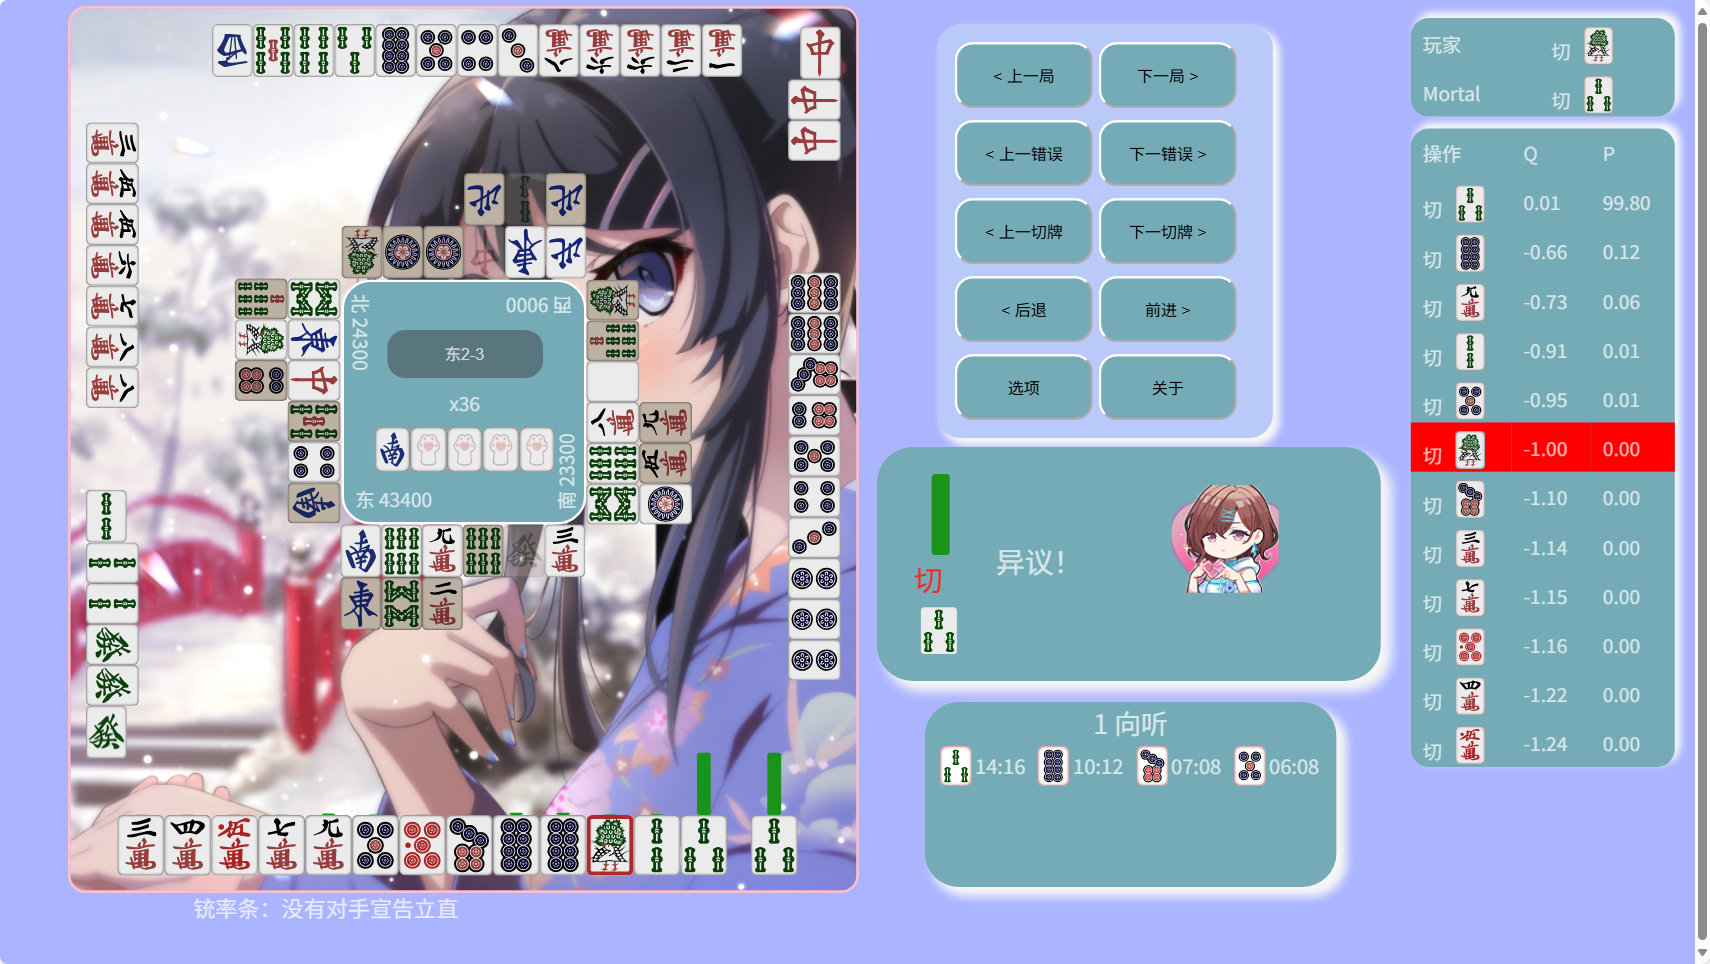 北 24300
西 9000
东2-3
x36
东 43400
南 23300
铳率条：没有对手宣告立直
< 上一局
下一局 >
< 上一错误
下一错误 >
< 上一切牌
下一切牌 >
< 后退
前进 >
选项
关于
切
异议！
1 向听
14:16
10:12
07:08
06:08
玩家 切
Mortal 切
操作 Q P
切 0.01 99.80
切 -0.66 0.12
切 -0.73 0.06
切 -0.91 0.01
切 -0.95 0.01
切 -1.00 0.00
切 -1.10 0.00
切 -1.14 0.00
切 -1.15 0.00
切 -1.16 0.00
切 -1.22 0.00
切 -1.24 0.00